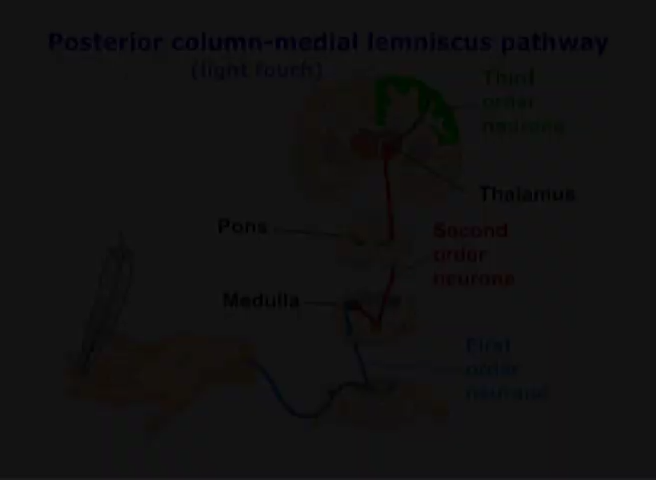 Posterior column-medial lemniscus pathway
(light touch)
Third
order
neurone
Thalamus
Pons
Second
order
neurone
Medulla
First
order
neurone